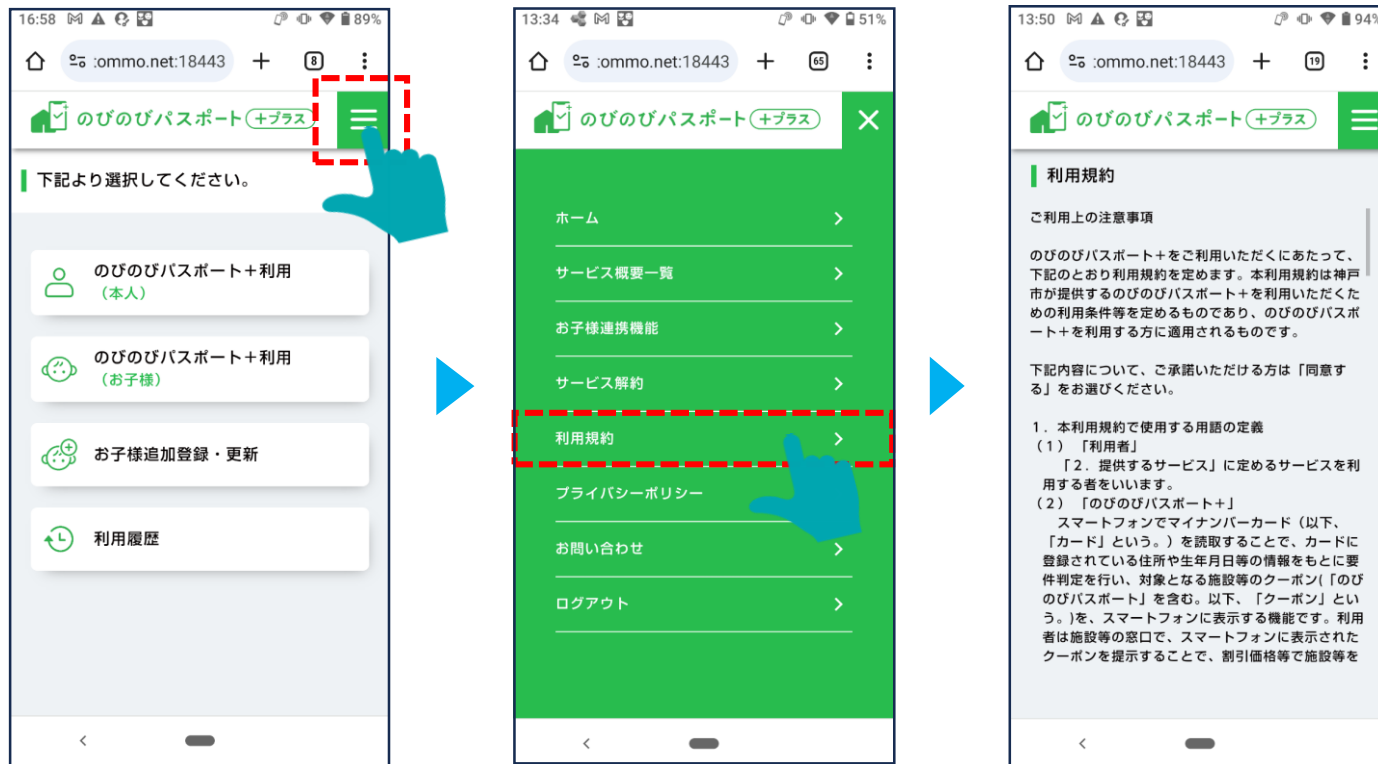 16:58
89%
:ommo.net:18443
8
のびのびパスポート +プラス
下記より選択してください。
のびのびパスポート+利用
（本人）
のびのびパスポート+利用
（お子様）
お子様追加登録・更新
利用履歴
13:34
51%
:ommo.net:18443
65
のびのびパスポート +プラス
ホーム
サービス概要一覧
お子様連携機能
サービス解約
利用規約
プライバシーポリシー
お問い合わせ
ログアウト
13:50
94%
:ommo.net:18443
19
のびのびパスポート +プラス
利用規約
ご利用上の注意事項
のびのびパスポート＋をご利用いただくにあたって、
下記のとおり利用規約を定めます。本利用規約は神戸
市が提供するのびのびパスポート＋を利用いただくた
めの利用条件等を定めるものであり、のびのびパスポ
ート＋を利用する方に適用されるものです。
下記内容について、ご承諾いただける方は「同意す
る」をお選びください。
１．本利用規約で使用する用語の定義
（１）「利用者」
「２．提供するサービス」に定めるサービスを利
用する者をいいます。
（２）「のびのびパスポート＋」
スマートフォンでマイナンバーカード（以下、
「カード」という。）を読取することで、カードに
登録されている住所や生年月日等の情報をもとに要
件判定を行い、対象となる施設等のクーポン(「のび
のびパスポート」を含む。以下、「クーポン」とい
う。)を、スマートフォンに表示する機能です。利用
者は施設等の窓口で、スマートフォンに表示された
クーポンを提示することで、割引価格等で施設等を